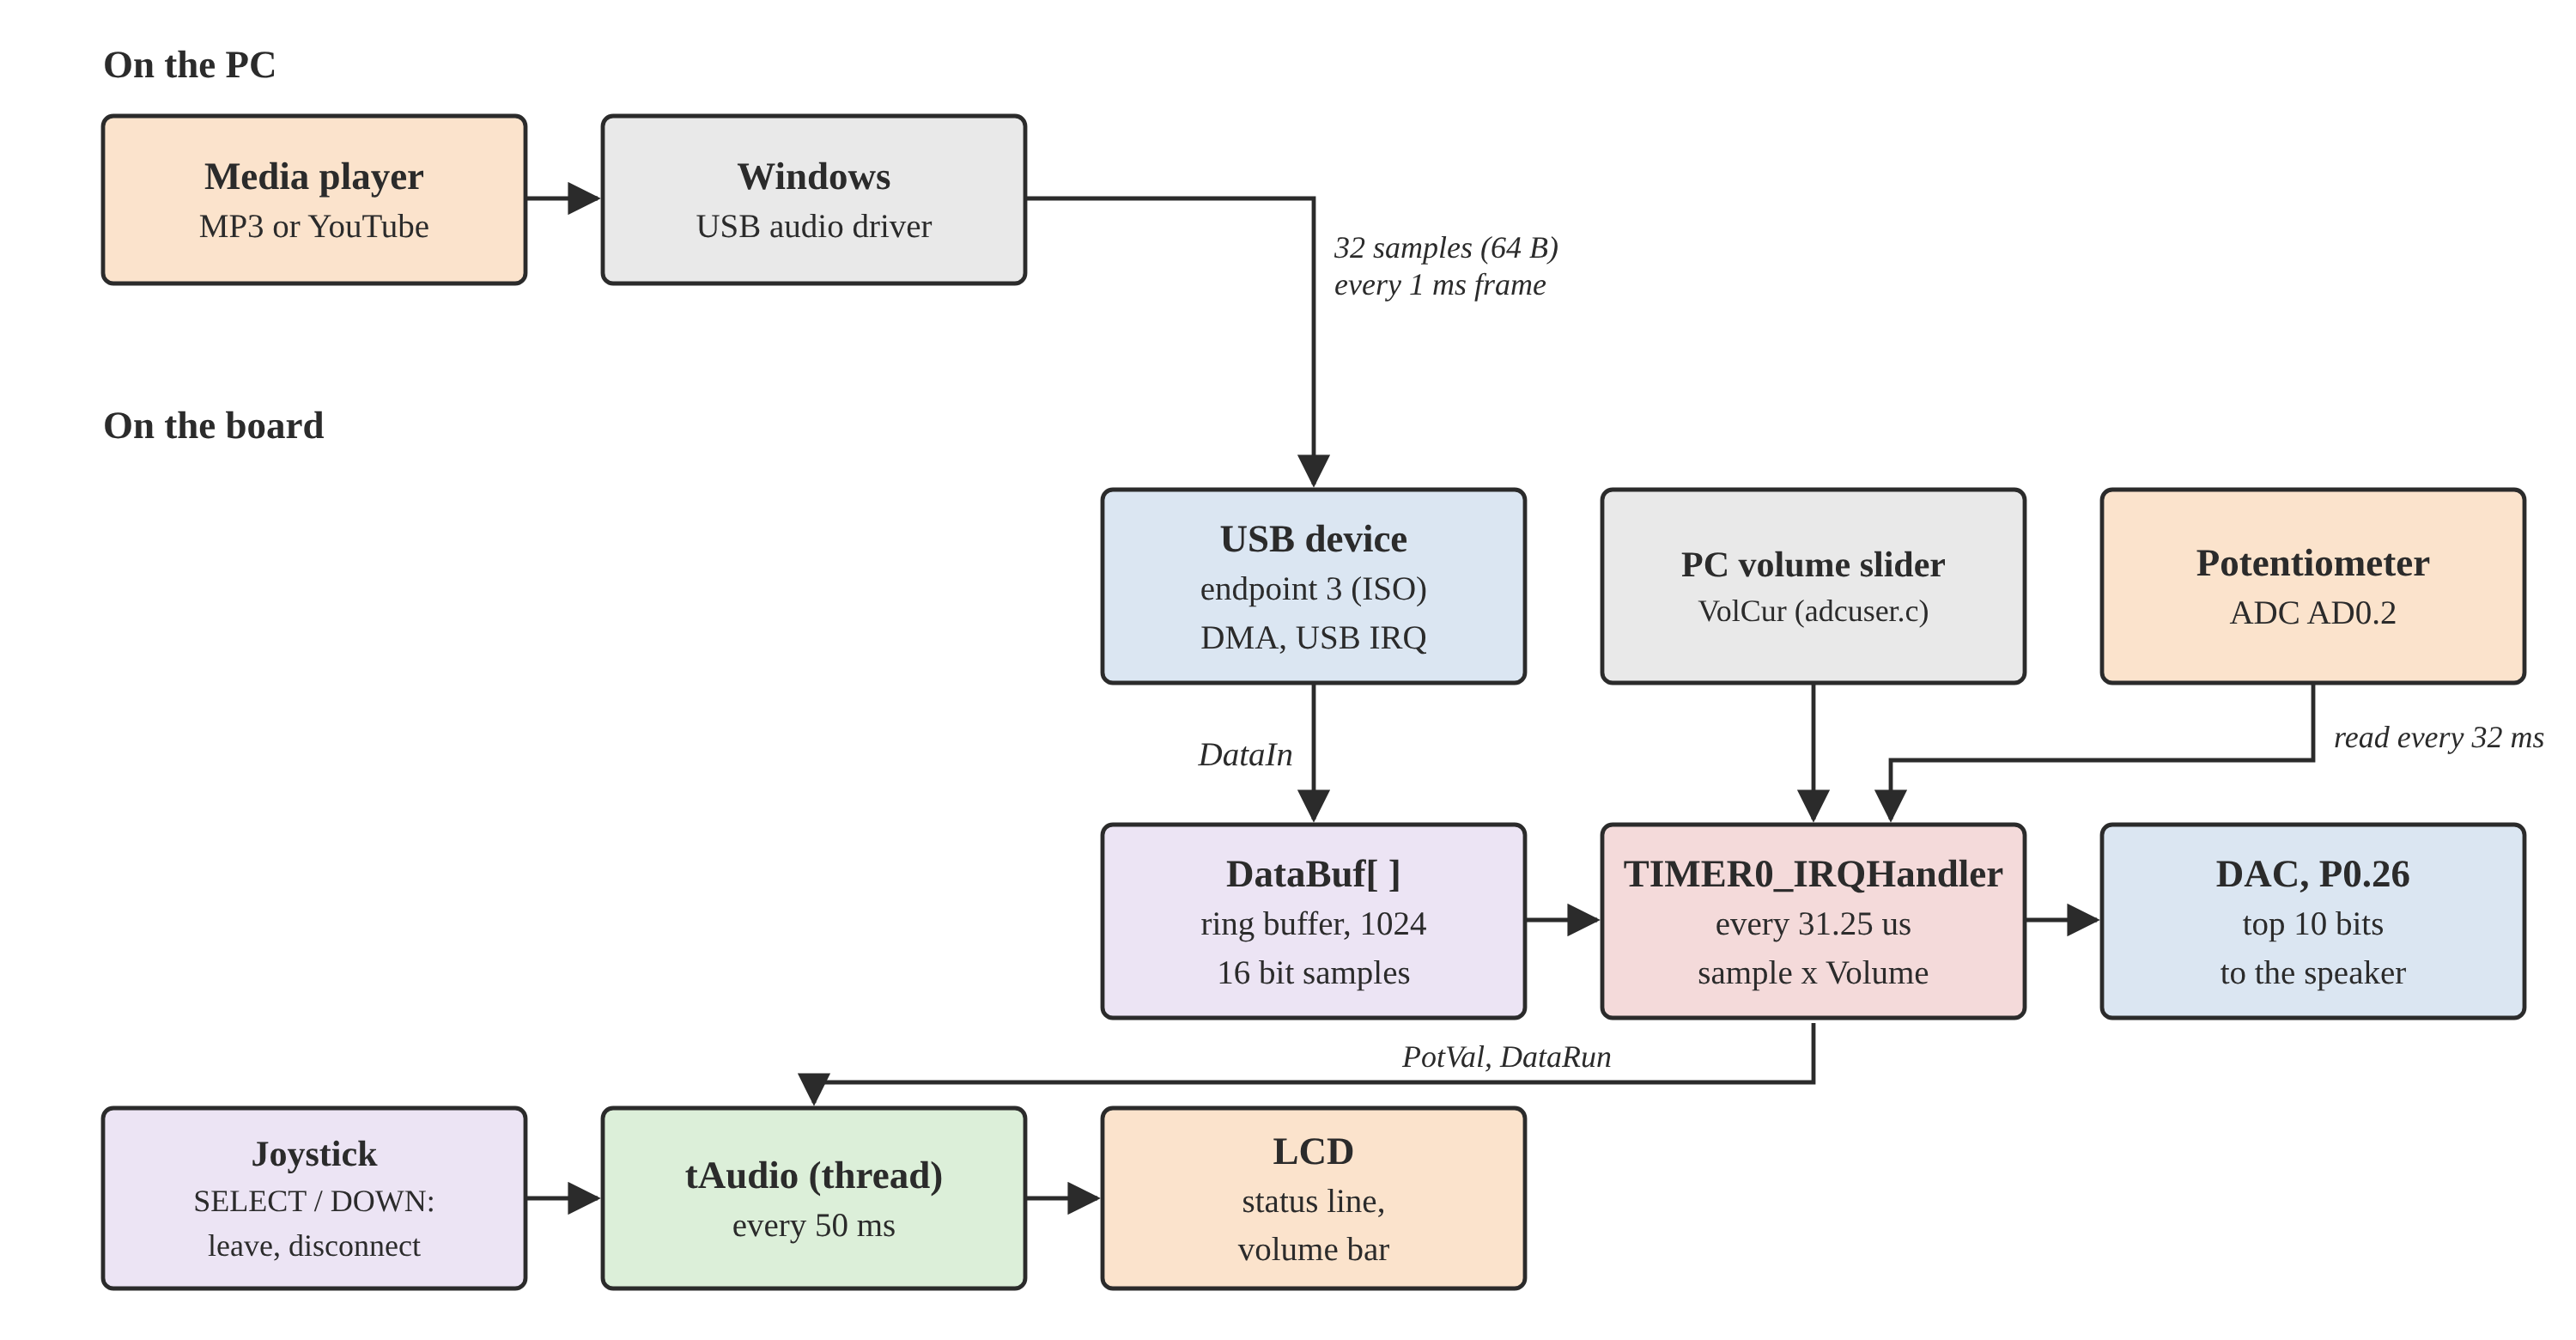 On the PC
Media player
MP3 or YouTube
Windows
USB audio driver
32 samples (64 B)
every 1 ms frame
On the board
USB device
endpoint 3 (ISO)
DMA, USB IRQ
PC volume slider
VolCur (adcuser.c)
Potentiometer
ADC AD0.2
DataIn
read every 32 ms
DataBuf[ ]
ring buffer, 1024
16 bit samples
TIMER0_IRQHandler
every 31.25 us
sample x Volume
DAC, P0.26
top 10 bits
to the speaker
PotVal, DataRun
Joystick
SELECT / DOWN:
leave, disconnect
tAudio (thread)
every 50 ms
LCD
status line,
volume bar